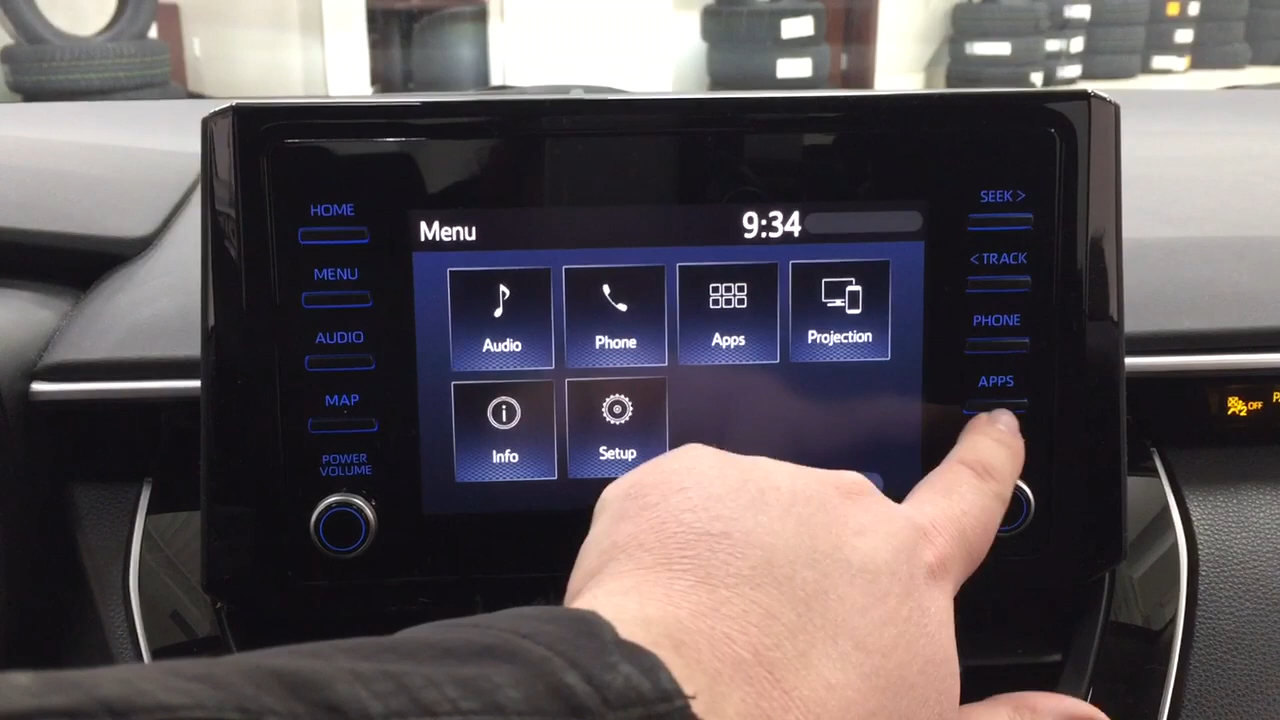 HOME
MENU
AUDIO
MAP
POWER
VOLUME
Menu
9:34
Audio
Phone
Apps
Projection
Info
Setup
SEEK >
< TRACK
PHONE
APPS
2 OFF